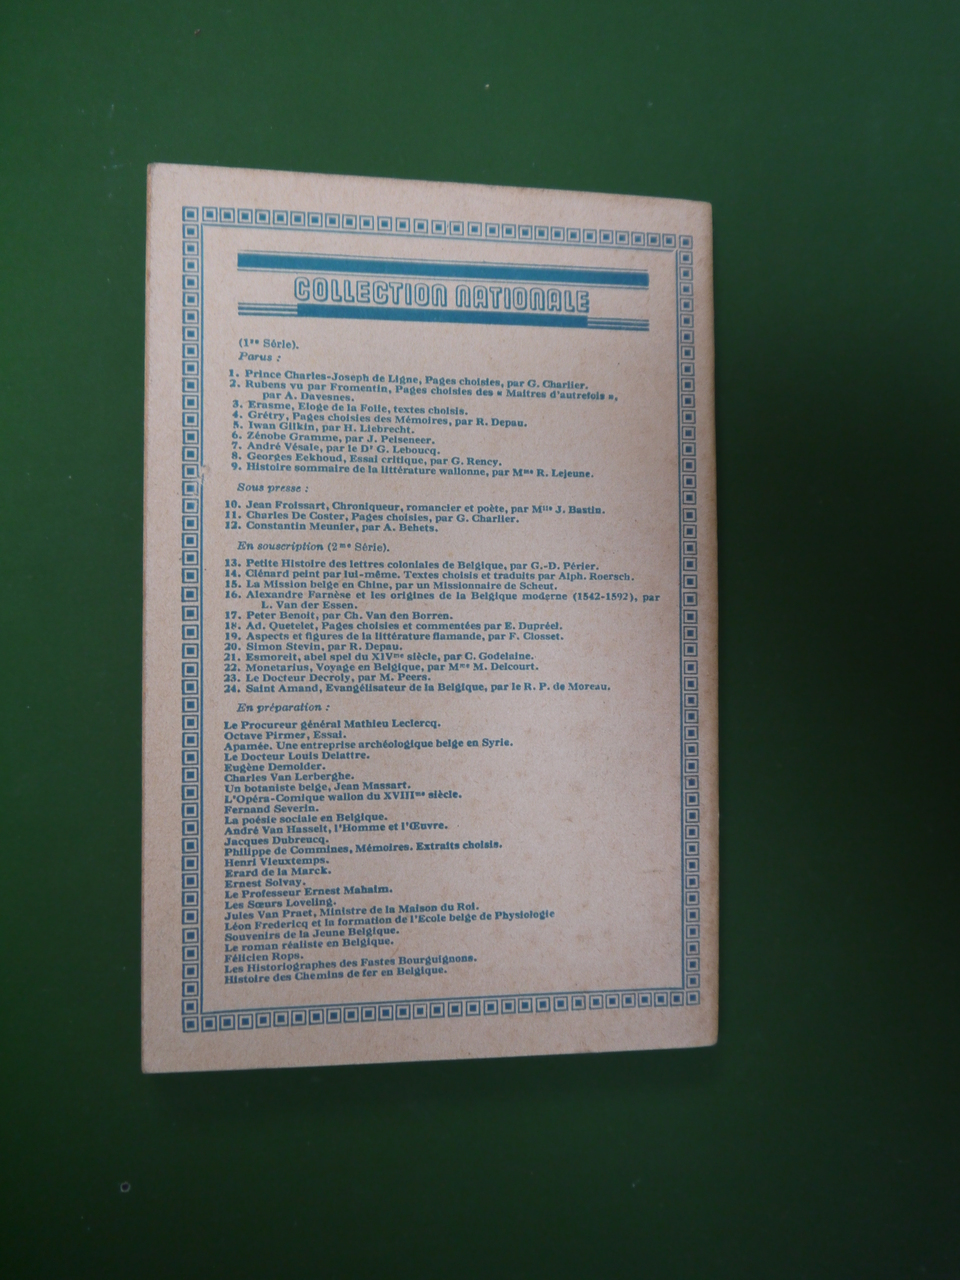 COLLECTION NATIONALE
(1re Série).
Parus :
1. Prince Charles-Joseph de Ligne, Pages choisies, par G. Charlier.
2. Rubens vu par Fromentin, Pages choisies des « Maîtres d'autrefois »,
par A. Davesnes.
3. Erasme, Eloge de la Folie, textes choisis.
4. Grétry, Pages choisies des Mémoires, par R. Depau.
5. Iwan Gilkin, par H. Liebrecht.
6. Zénobe Gramme, par J. Pelseneer.
7. André Vésale, par le Dr G. Leboucq.
8. Georges Eekhoud, Essai critique, par G. Rency.
9. Histoire sommaire de la littérature wallonne, par Mme R. Lejeune.
Sous presse :
10. Jean Froissart, Chroniqueur, romancier et poète, par Mlle J. Bastin.
11. Charles De Coster, Pages choisies, par G. Charlier.
12. Constantin Meunier, par A. Behets.
En souscription (2me Série).
13. Petite Histoire des lettres coloniales de Belgique, par G.-D. Périer.
14. Clénard peint par lui-même. Textes choisis et traduits par Alph. Roersch.
15. La Mission belge en Chine, par un Missionnaire de Scheut.
16. Alexandre Farnèse et les origines de la Belgique moderne (1542-1592), par
L. Van der Essen.
17. Peter Benoit, par Ch. Van den Borren.
18. Ad. Quetelet, Pages choisies et commentées par E. Dupréel.
19. Aspects et figures de la littérature flamande, par F. Closset.
20. Simon Stevin, par R. Depau.
21. Esmoreit, abel spel du XIVme siècle, par C. Godelaine.
22. Monetarius, Voyage en Belgique, par Mme M. Delcourt.
23. Le Docteur Decroly, par M. Peers.
24. Saint Amand, Evangélisateur de la Belgique, par le R. P. de Moreau.
En préparation :
Le Procureur général Mathieu Leclercq.
Octave Pirmez, Essai.
Apamée. Une entreprise archéologique belge en Syrie.
Le Docteur Louis Delattre.
Eugène Demolder.
Charles Van Lerberghe.
Un botaniste belge, Jean Massart.
L'Opéra-Comique wallon du XVIIIme siècle.
Fernand Severin.
La poésie sociale en Belgique.
André Van Hasselt, l'Homme et l'Œuvre.
Jacques Dubreucq.
Philippe de Commines, Mémoires. Extraits choisis.
Henri Vieuxtemps.
Erard de la Marck.
Ernest Solvay.
Le Professeur Ernest Mahaim.
Les Sœurs Loveling.
Jules Van Praet, Ministre de la Maison du Roi.
Léon Fredericq et la formation de l'Ecole belge de Physiologie
Souvenirs de la Jeune Belgique.
Le roman réaliste en Belgique.
Félicien Rops.
Les Historiographes des Fastes Bourguignons.
Histoire des Chemins de fer en Belgique.